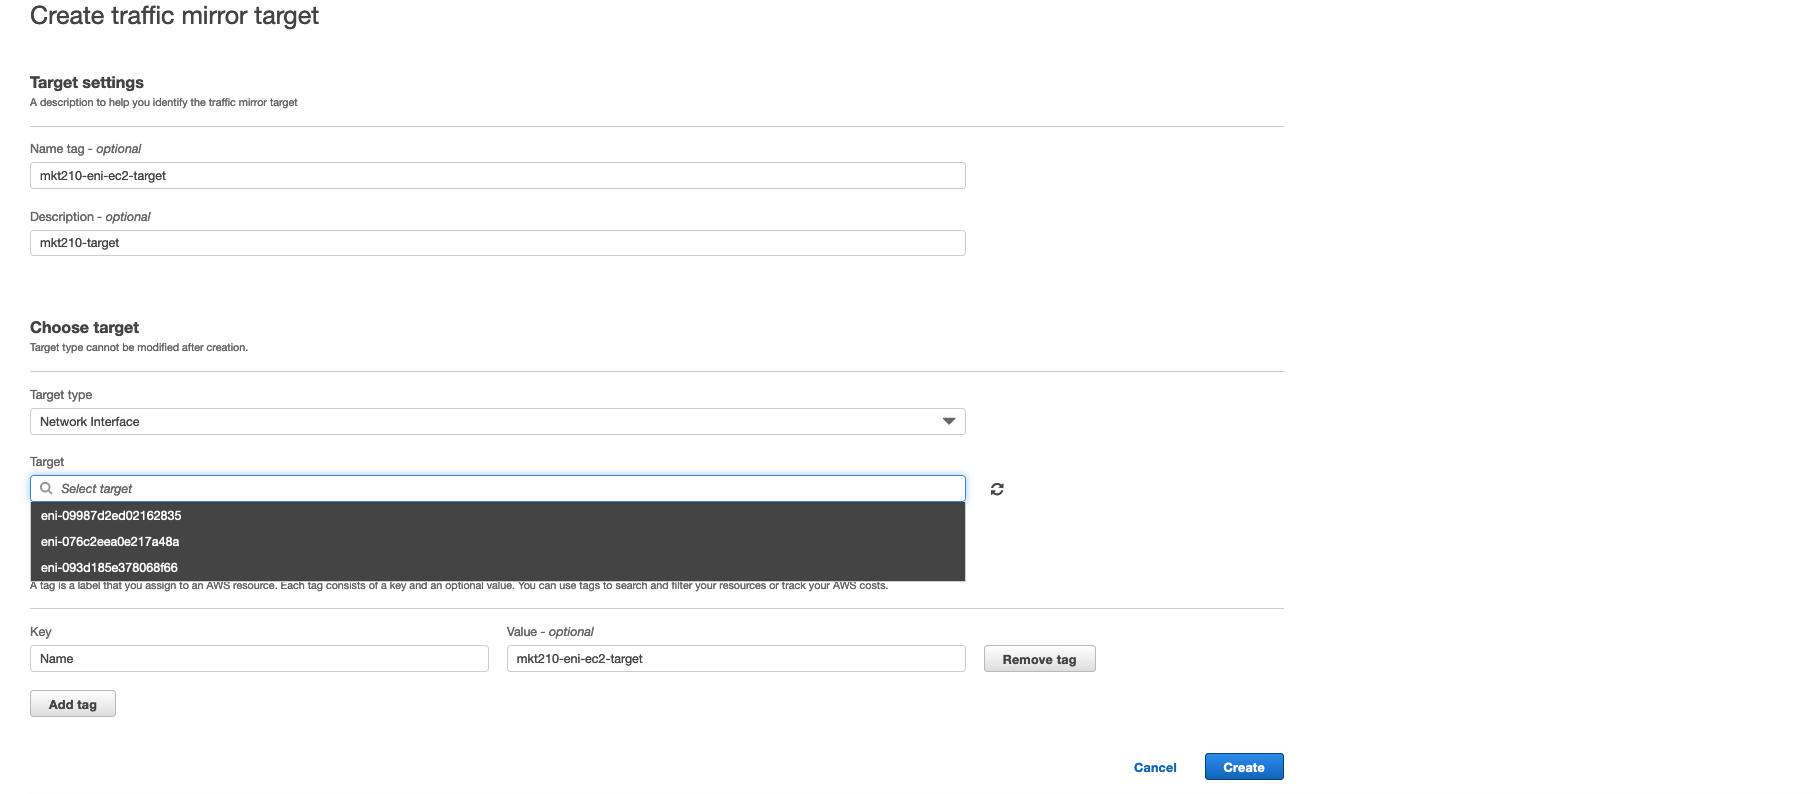 Create traffic mirror target
Target settings
A description to help you identify the traffic mirror target
Name tag - optional
mkt210-eni-ec2-target
Description - optional
mkt210-target
Choose target
Target type cannot be modified after creation.
Target type
Network Interface
Target
Select target
eni-09987d2ed02162835
eni-076c2eea0e217a48a
eni-093d185e378068f66
A tag is a label that you assign to an AWS resource. Each tag consists of a key and an optional value. You can use tags to search and filter your resources or track your AWS costs.
Key
Value - optional
Name
mkt210-eni-ec2-target
Remove tag
Add tag
Cancel
Create